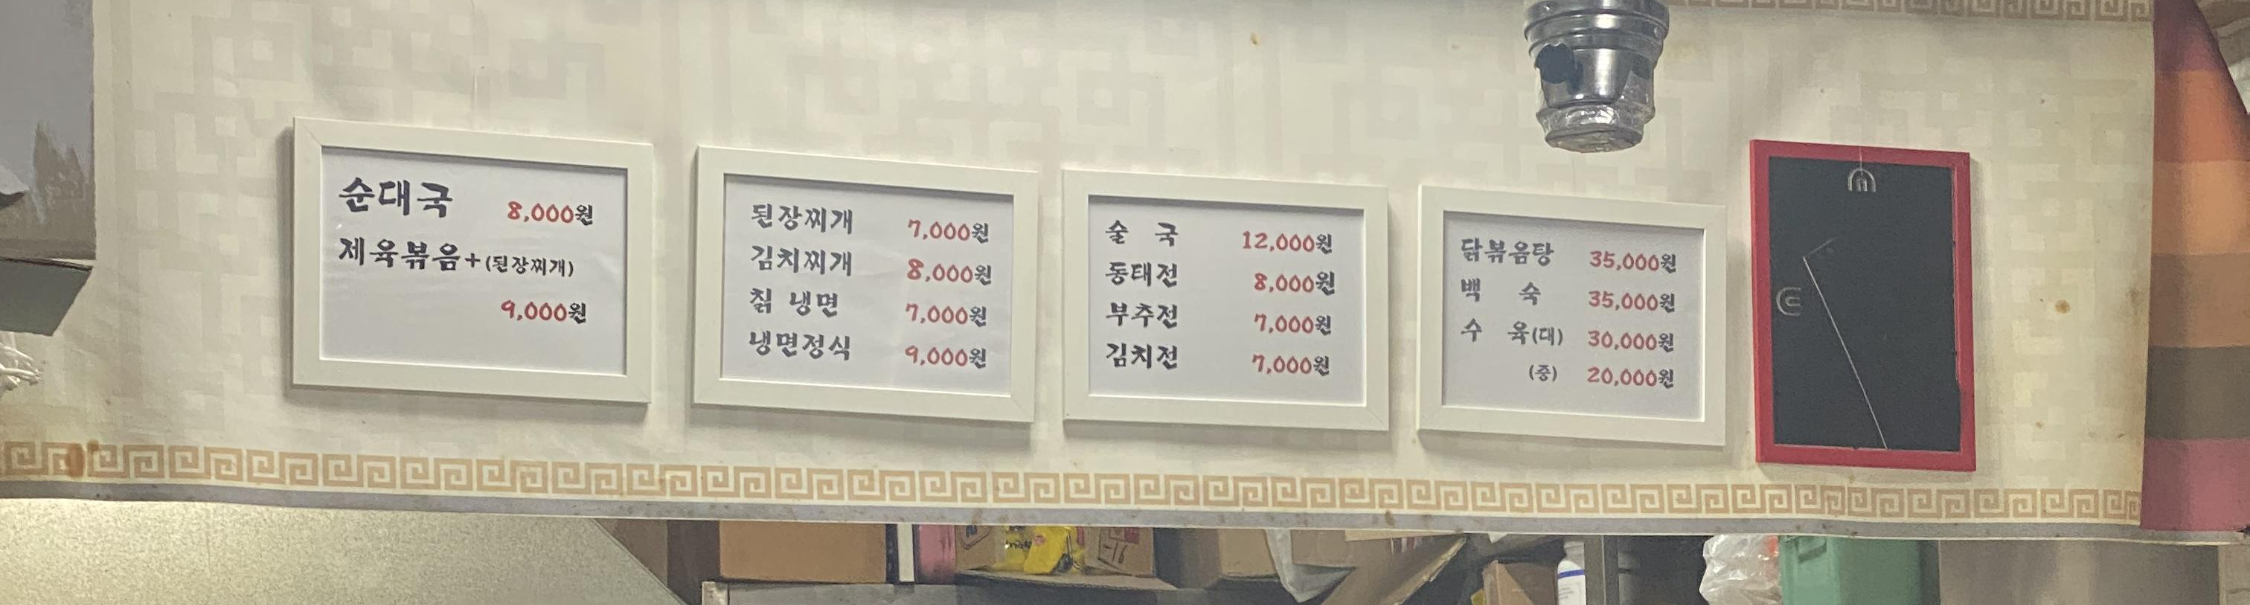 순대국 8,000원
제육볶음+(된장찌개)
9,000원
된장찌개 7,000원
김치찌개 8,000원
칡 냉면 7,000원
냉면정식 9,000원
술 국 12,000원
동태전 8,000원
부추전 7,000원
김치전 7,000원
닭볶음탕 35,000원
백 숙 35,000원
수 육(대) 30,000원
(중) 20,000원